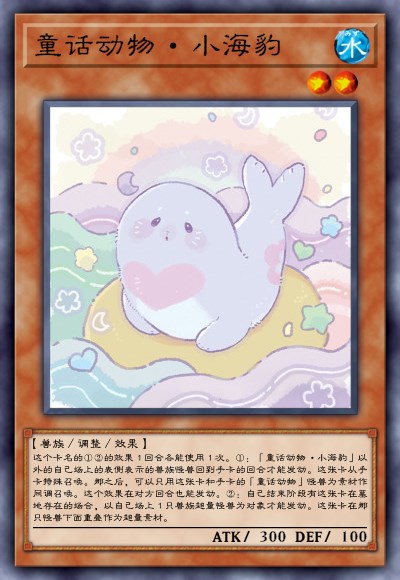 童话动物・小海豹
水
【兽族／调整／效果】
这个卡名的①②的效果1回合各能使用1次。①：「童话动物・小海豹」以
外的自己场上的表侧表示的兽族怪兽回到手卡的回合才能发动。这张卡从手
卡特殊召唤。那之后，可以只用这张卡和手卡的「童话动物」怪兽为素材作
同调召唤。这个效果在对方回合也能发动。②：自己结束阶段有这张卡在墓
地存在的场合，以自己场上1只兽族超量怪兽为对象才能发动。这张卡在那
只怪兽下面重叠作为超量素材。
ATK/ 300 DEF/ 100